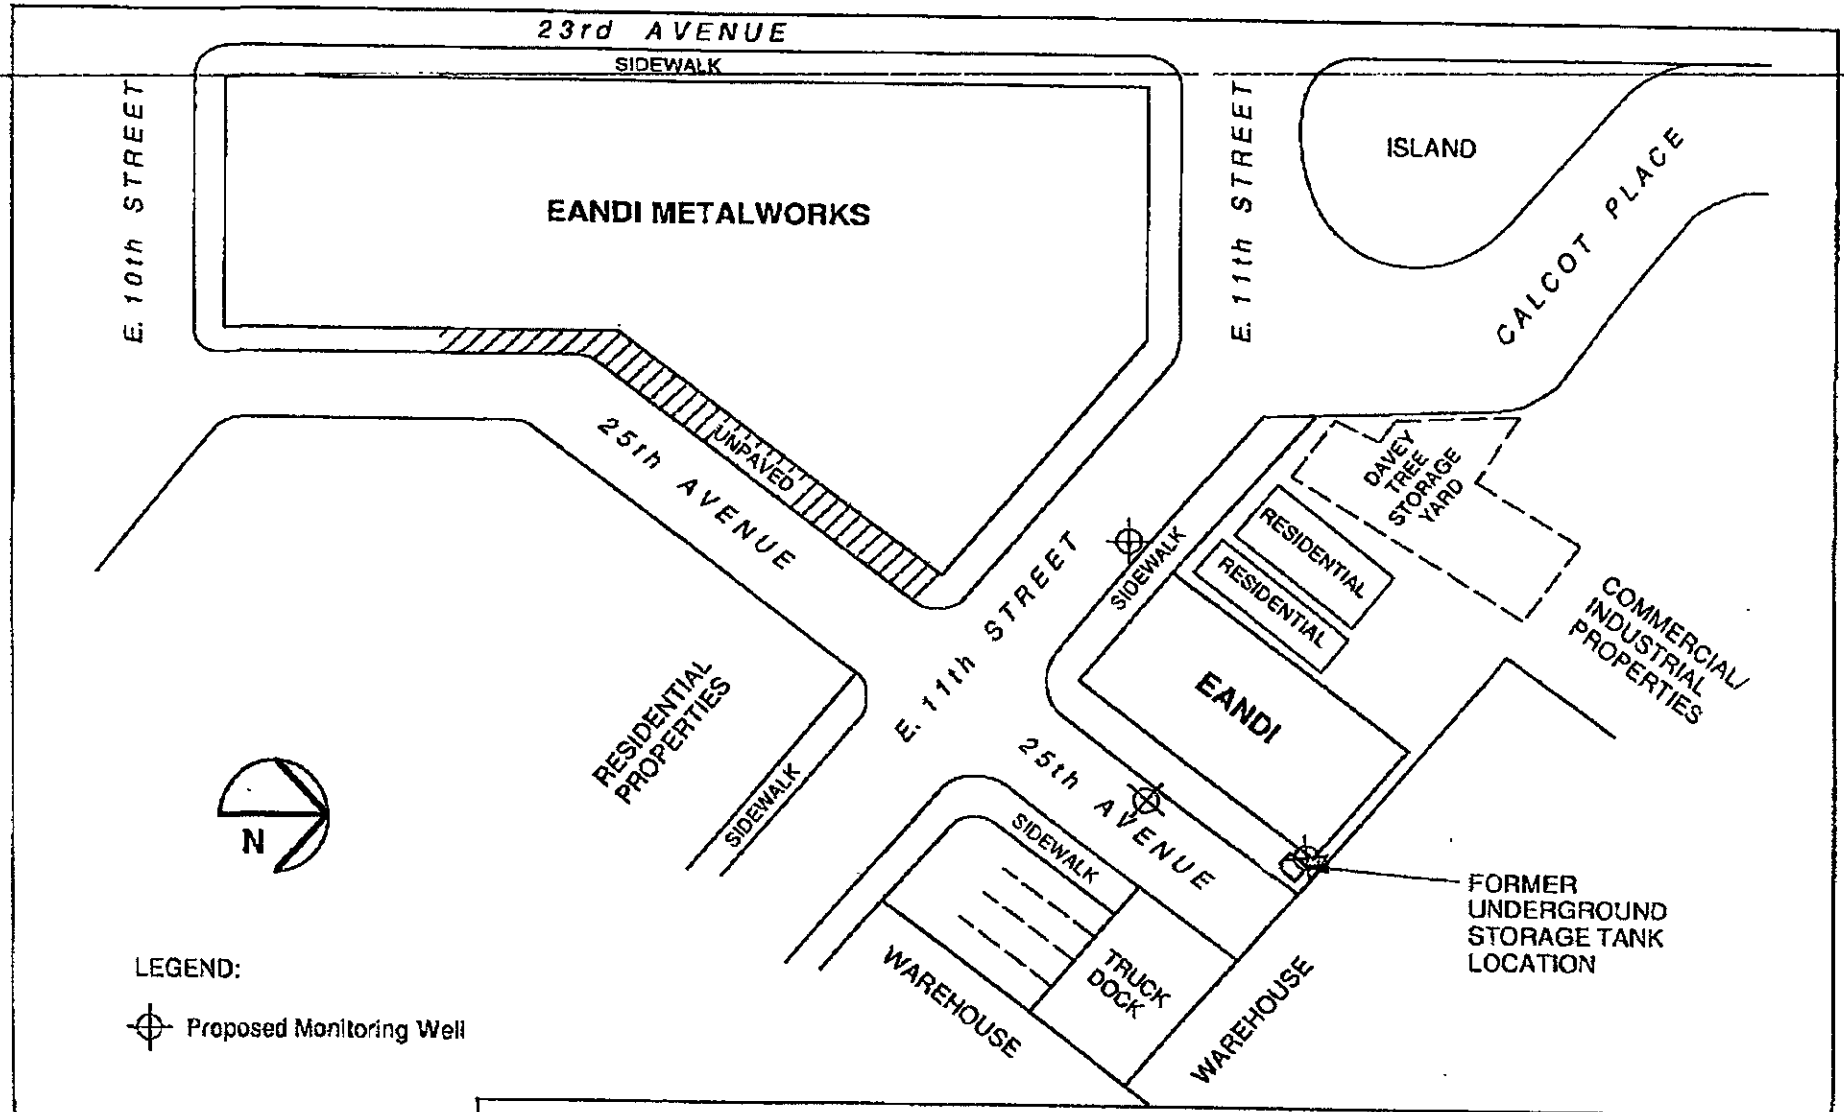 23rd AVENUE
SIDEWALK
E. 10th STREET
EANDI METALWORKS
E. 11th STREET
ISLAND
CALCOT PLACE
25th AVENUE
UNPAVED
DAVEY
TREE
STORAGE
YARD
RESIDENTIAL
RESIDENTIAL
SIDEWALK
E. 11th STREET
COMMERCIAL/
INDUSTRIAL
PROPERTIES
RESIDENTIAL
PROPERTIES
SIDEWALK
EANDI
25th AVENUE
SIDEWALK
N
FORMER
UNDERGROUND
STORAGE TANK
LOCATION
WAREHOUSE
TRUCK
DOCK
WAREHOUSE
LEGEND:
Proposed Monitoring Well